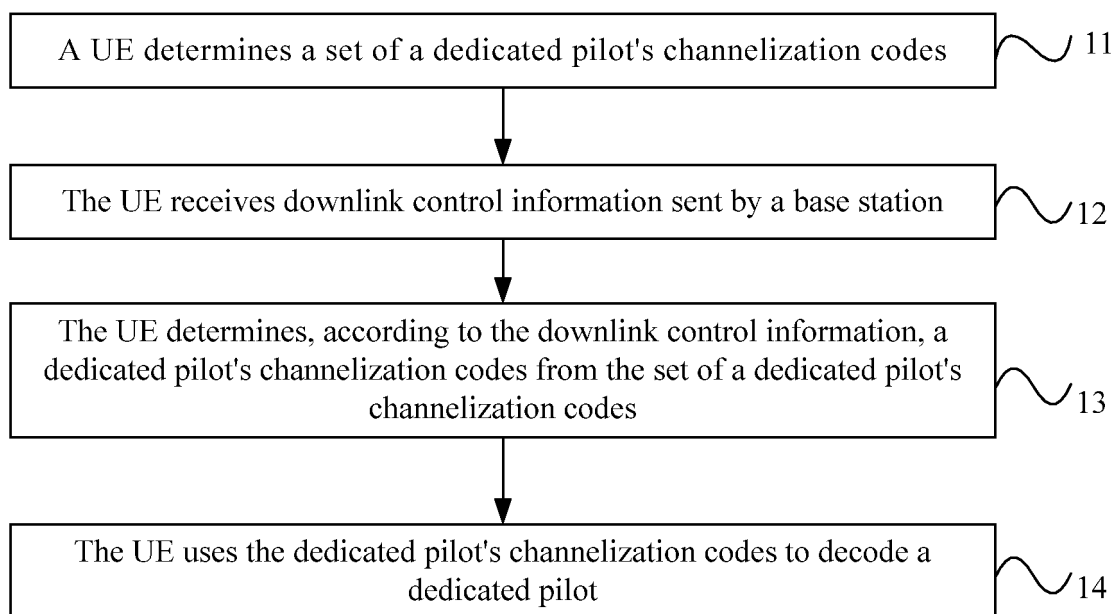 A UE determines a set of a dedicated pilot's channelization codes
11
The UE receives downlink control information sent by a base station
12
The UE determines, according to the downlink control information, a
dedicated pilot's channelization codes from the set of a dedicated pilot's
channelization codes
13
The UE uses the dedicated pilot's channelization codes to decode a
dedicated pilot
14